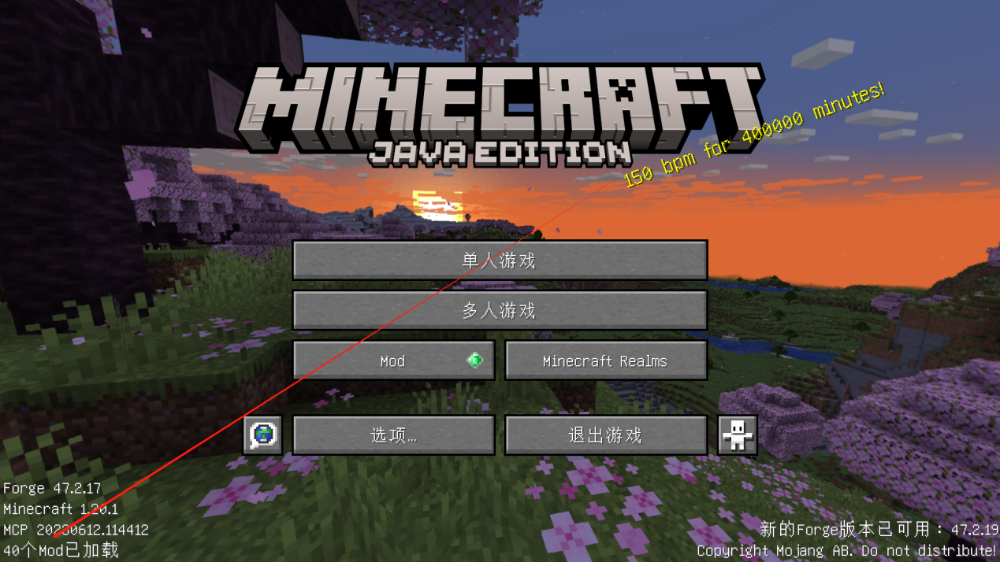 MINECRAFT
JAVA EDITION
150 bpm for 400000 minutes!
单人游戏
多人游戏
Mod
Minecraft Realms
选项...
退出游戏
Forge 47.2.17
Minecraft 1.20.1
MCP 20230612.114412
40个Mod已加载
新的Forge版本已可用：47.2.19
Copyright Mojang AB. Do not distribute!